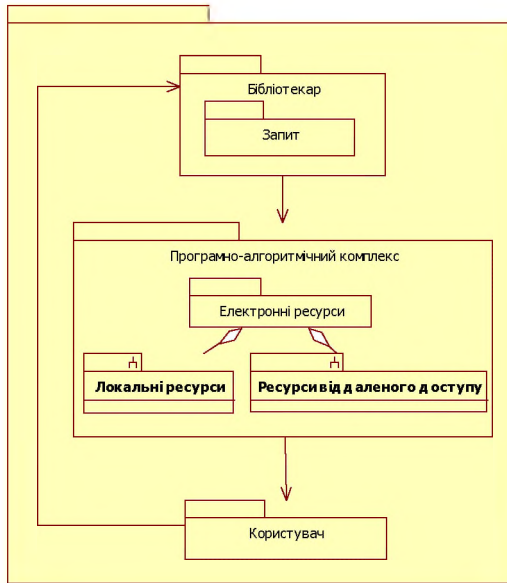 Бібліотекар
Запит
Програмно-алгоритмічний комплекс
Електронні ресурси
Локальні ресурси
Ресурси віддаленого доступу
Користувач